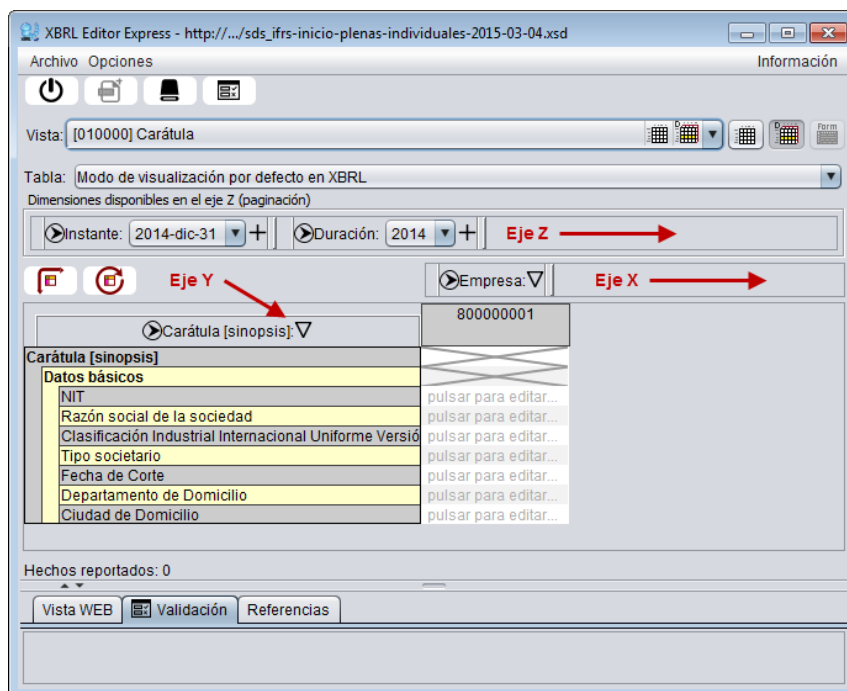 XBRL Editor Express - http://.../sds_ifrs-inicio-plenas-individuales-2015-03-04.xsd
Archivo Opciones Información
Vista: [010000] Carátula
Form
Tabla: Modo de visualización por defecto en XBRL
Dimensiones disponibles en el eje Z (paginación)
Instante: 2014-dic-31 Duración: 2014 Eje Z
Eje Y Empresa: Eje X
800000001
Carátula [sinopsis]:
Carátula [sinopsis]
Datos básicos
NIT pulsar para editar...
Razón social de la sociedad pulsar para editar...
Clasificación Industrial Internacional Uniforme Versió pulsar para editar...
Tipo societario pulsar para editar...
Fecha de Corte pulsar para editar...
Departamento de Domicilio pulsar para editar...
Ciudad de Domicilio pulsar para editar...
Hechos reportados: 0
Vista WEB Validación Referencias